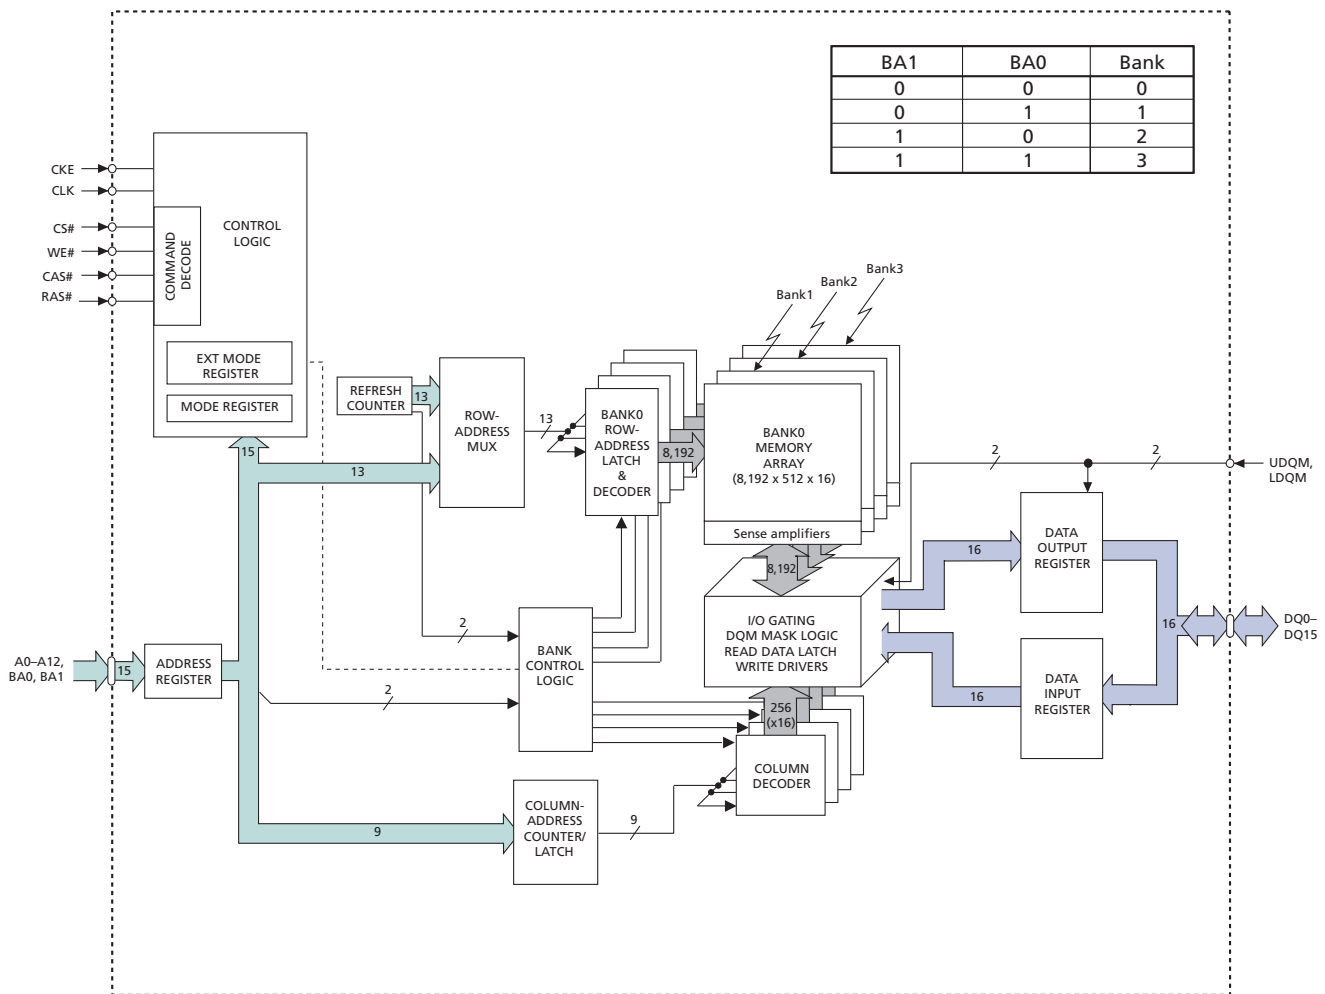 BA1 BA0 Bank
0 0 0
0 1 1
1 0 2
1 1 3
CKE
CLK
CS#
WE#
CAS#
RAS#
COMMAND
DECODE
CONTROL
LOGIC
EXT MODE
REGISTER
MODE REGISTER
15
REFRESH
COUNTER
13
13
ROW-
ADDRESS
MUX
13
BANK0
ROW-
ADDRESS
LATCH
&
DECODER
8,192
Bank1
Bank2
Bank3
BANK0
MEMORY
ARRAY
(8,192 x 512 x 16)
Sense amplifiers
8,192
I/O GATING
DQM MASK LOGIC
READ DATA LATCH
WRITE DRIVERS
2
2
UDQM,
LDQM
16
DATA
OUTPUT
REGISTER
16
DQ0–
DQ15
16
DATA
INPUT
REGISTER
A0–A12,
BA0, BA1
15
ADDRESS
REGISTER
2
2
BANK
CONTROL
LOGIC
256
(x16)
COLUMN
DECODER
9
COLUMN-
ADDRESS
COUNTER/
LATCH
9